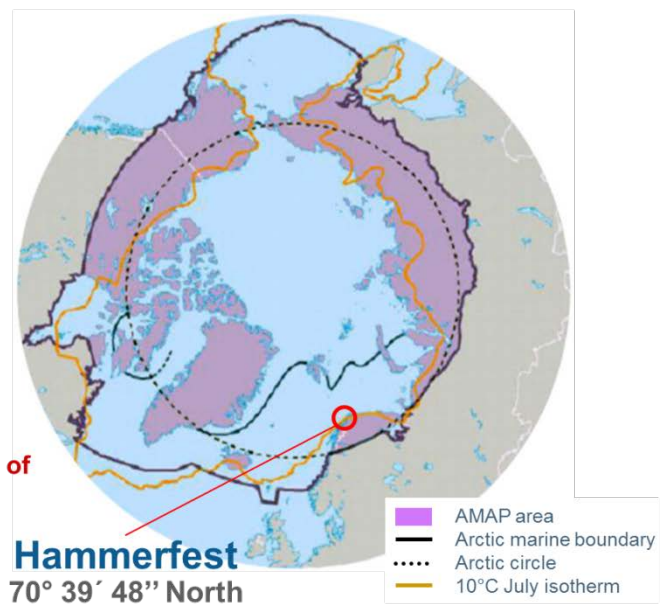 of
Hammerfest
70° 39´ 48’’ North
AMAP area
Arctic marine boundary
Arctic circle
10°C July isotherm